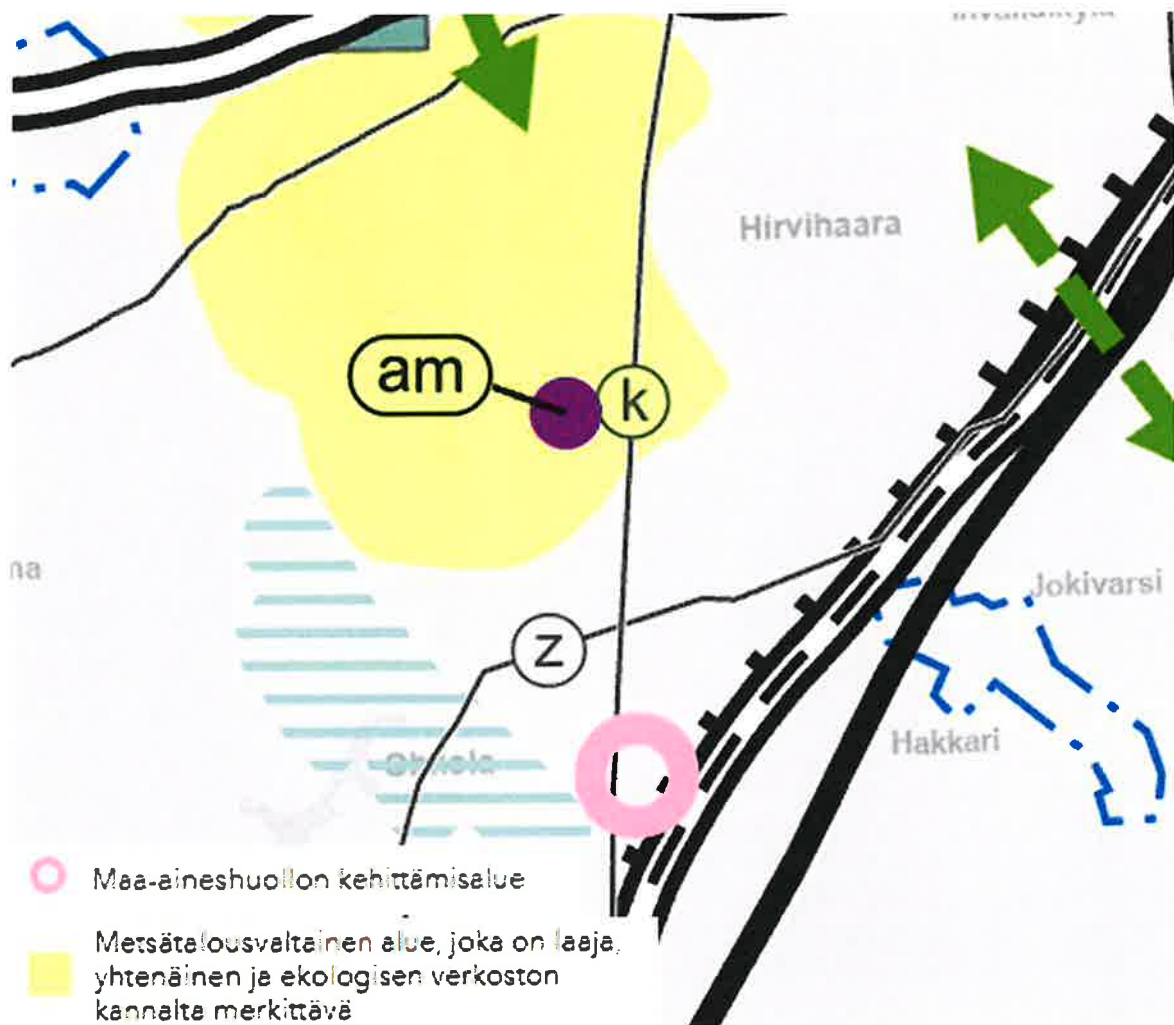 Hirvihaara
am
k
Jokivarsi
z
Hakkari
Maa-aineshuollon kehittämisalue
Metsätalousvaltainen alue, joka on laaja,
yhtenäinen ja ekologisen verkoston
kannalta merkittävä